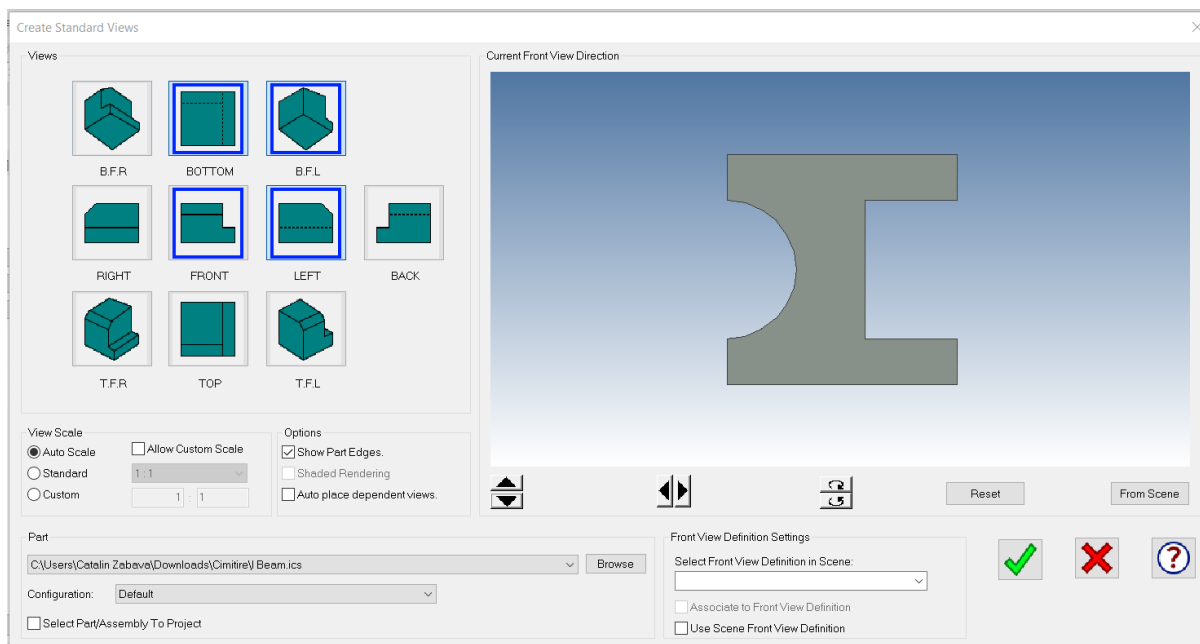 Create Standard Views
Views
B.F.R BOTTOM B.F.L
RIGHT FRONT LEFT BACK
T.F.R TOP T.F.L
Current Front View Direction
View Scale
Auto Scale Allow Custom Scale
Standard 1 : 1
Custom 1 : 1
Options
Show Part Edges.
Shaded Rendering
Auto place dependent views.
Reset From Scene
Part
C:\Users\Catalin Zabava\Downloads\Cimitire\I Beam.ics Browse
Configuration: Default
Select Part/Assembly To Project
Front View Definition Settings
Select Front View Definition in Scene:
Associate to Front View Definition
Use Scene Front View Definition
?